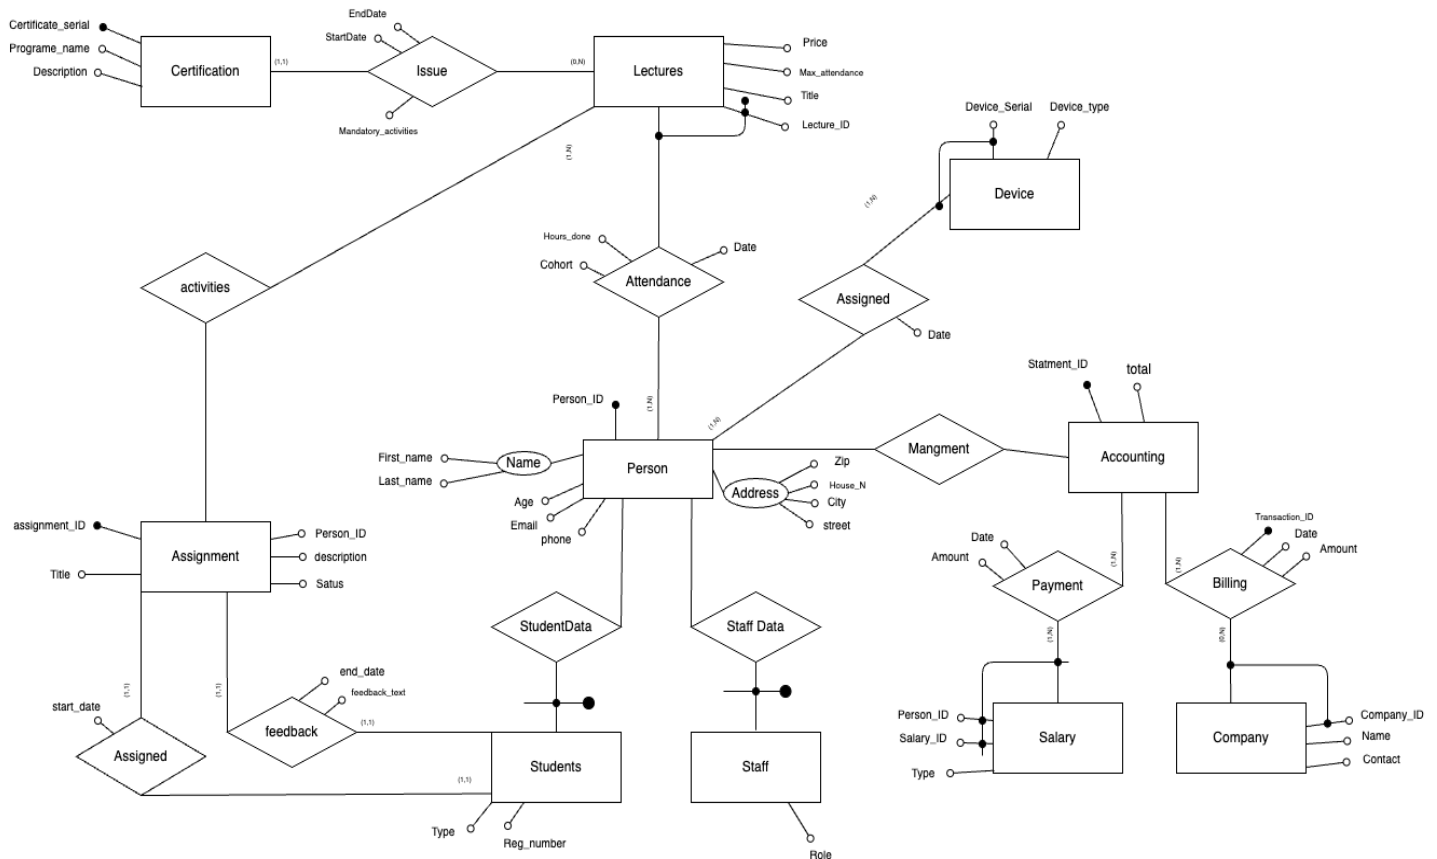 EndDate
Certificate_serial
StartDate
Programe_name
Description
Certification
(1,1)
Issue
(0,N)
Lectures
Price
Max_attendance
Title
Lecture_ID
Mandatory_activities
(1,N)
Device_Serial
Device_type
Device
(1,N)
Hours_done
Date
Cohort
Attendance
activities
Assigned
Date
Person_ID
(1,N)
(1,N)
Statment_ID
total
First_name
Last_name
Name
Person
Mangment
Accounting
Zip
House_N
City
street
Address
Age
Email
phone
assignment_ID
Person_ID
Assignment
description
Title
Satus
Transaction_ID
Date
Amount
Date
Amount
(1,N)
(1,N)
Payment
Billing
StudentData
Staff Data
(1,N)
(0,N)
end_date
feedback_text
(1,1)
(1,1)
start_date
feedback
(1,1)
Assigned
(1,1)
Students
Staff
Person_ID
Salary_ID
Type
Salary
Company
Company_ID
Name
Contact
Type
Reg_number
Role